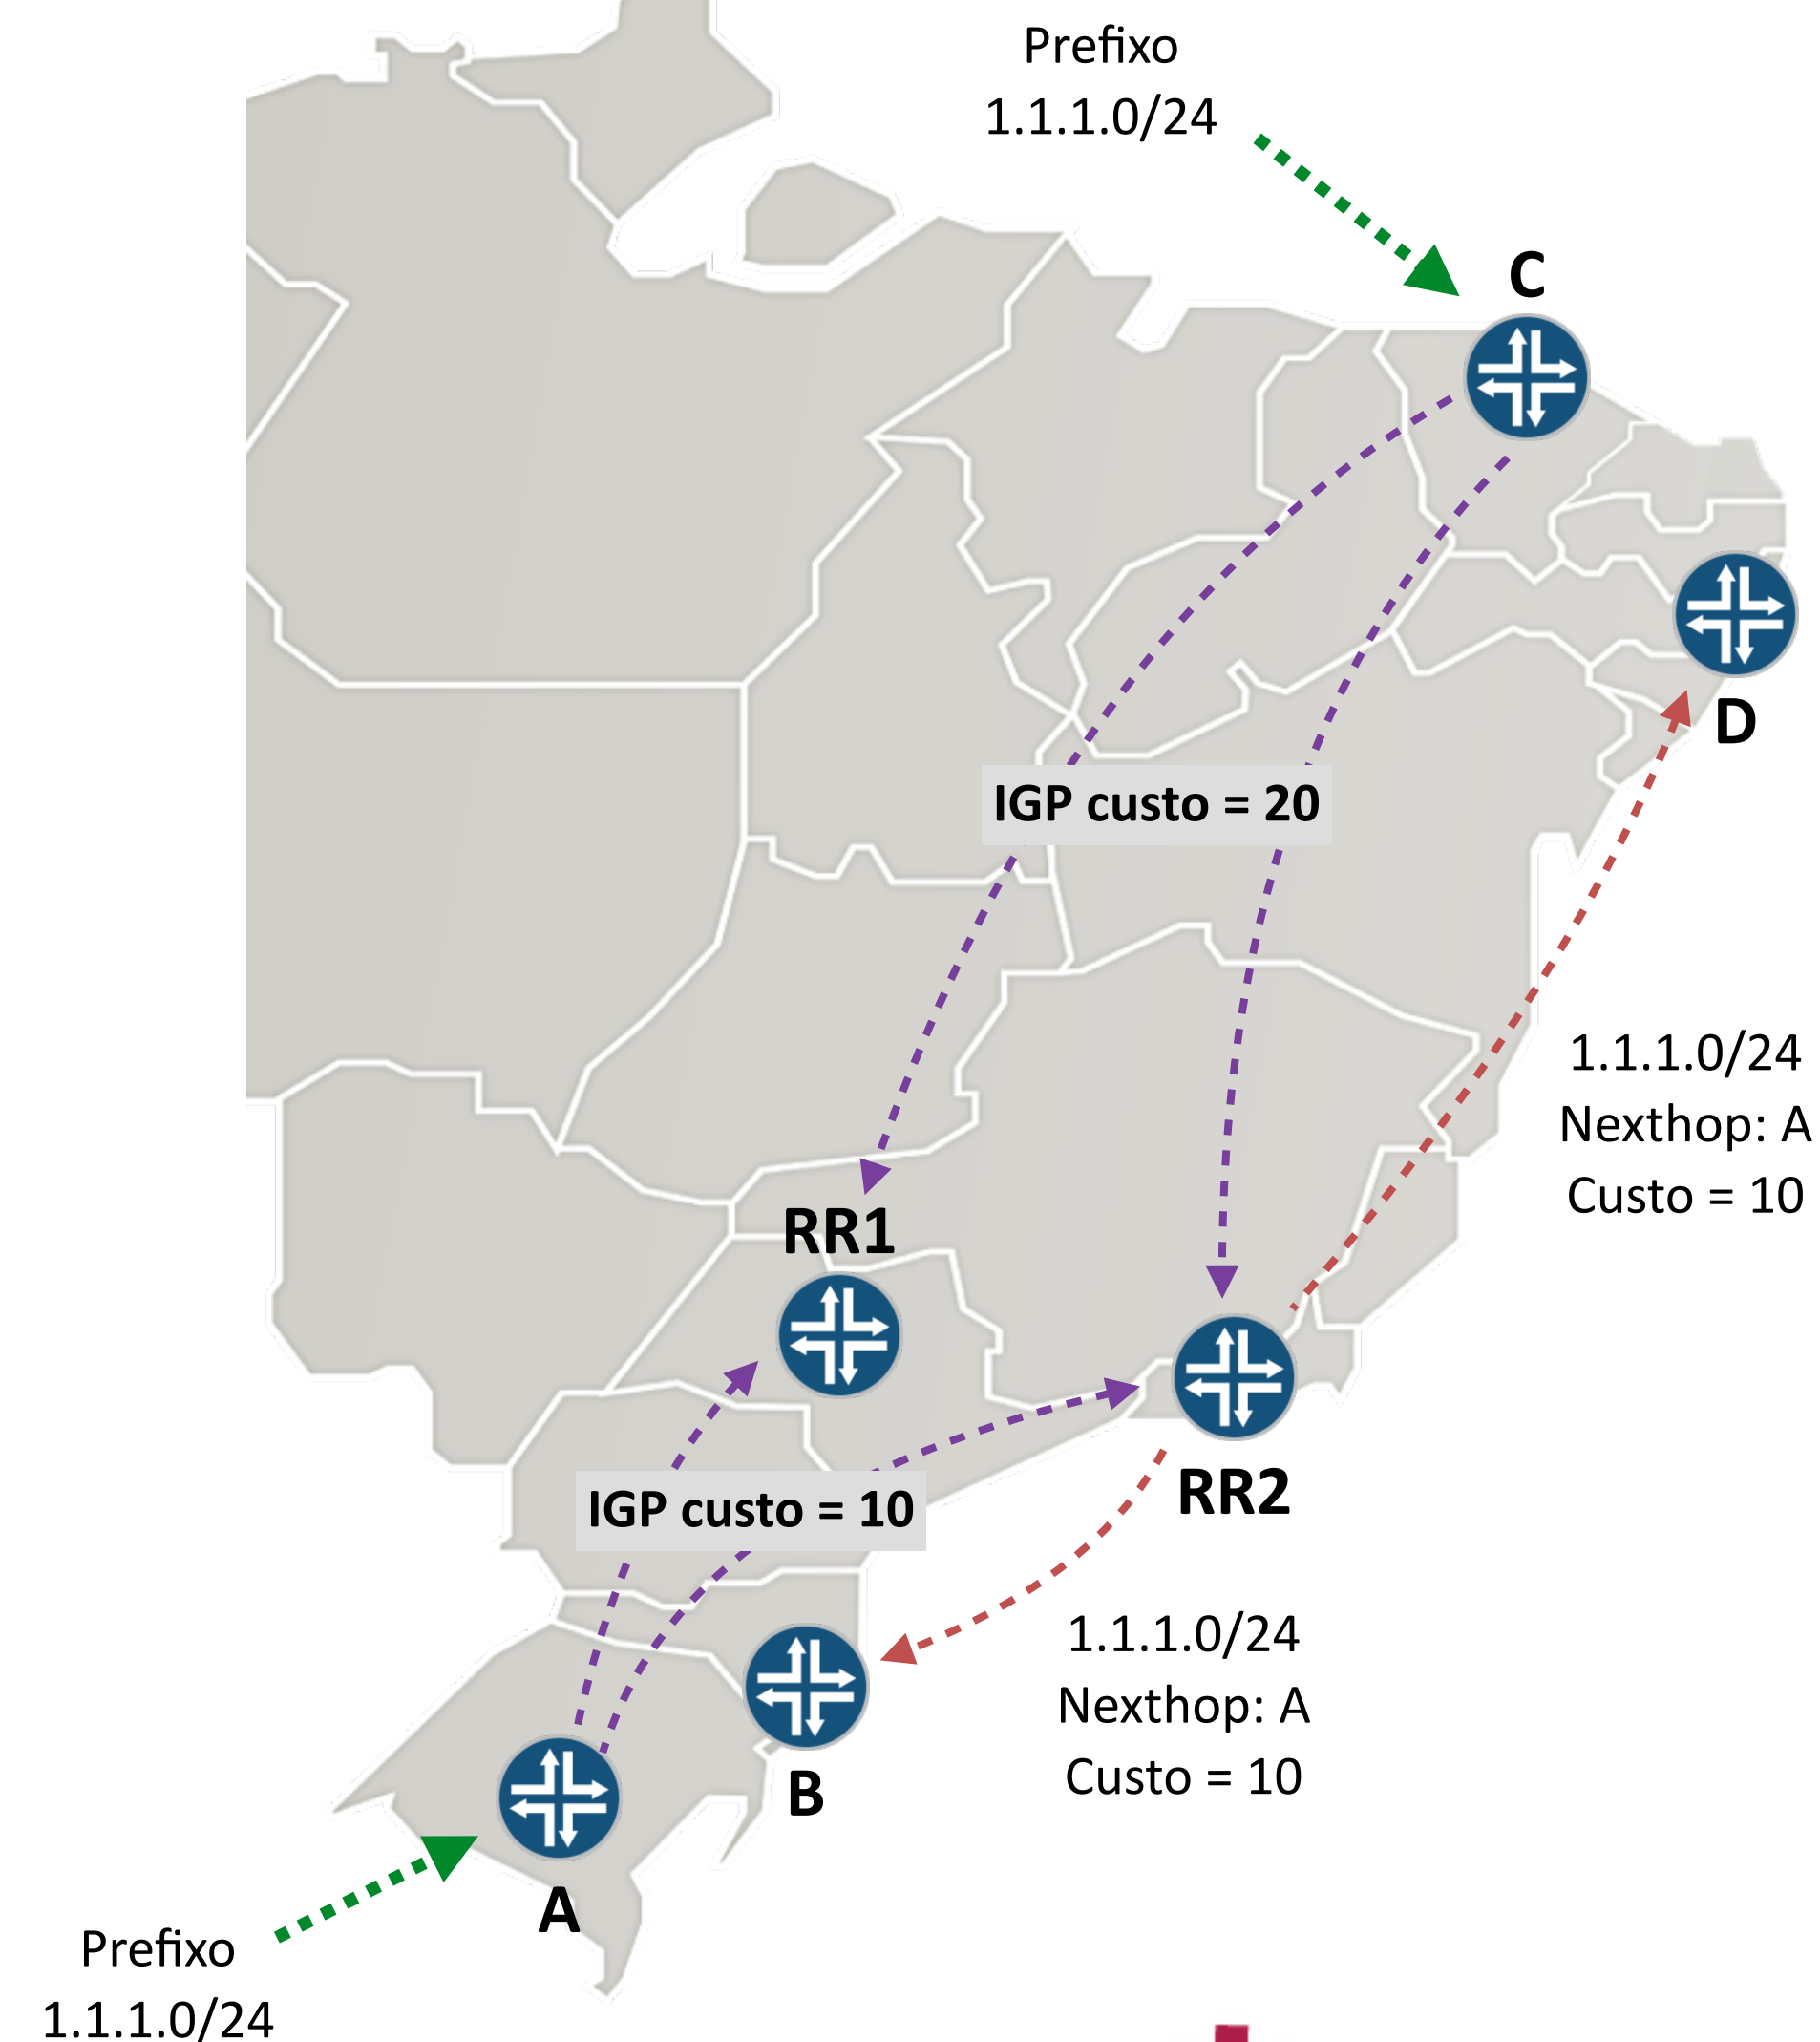 Prefixo
1.1.1.0/24
C
D
IGP custo = 20
1.1.1.0/24
Nexthop: A
Custo = 10
RR1
RR2
IGP custo = 10
1.1.1.0/24
Nexthop: A
Custo = 10
B
A
Prefixo
1.1.1.0/24